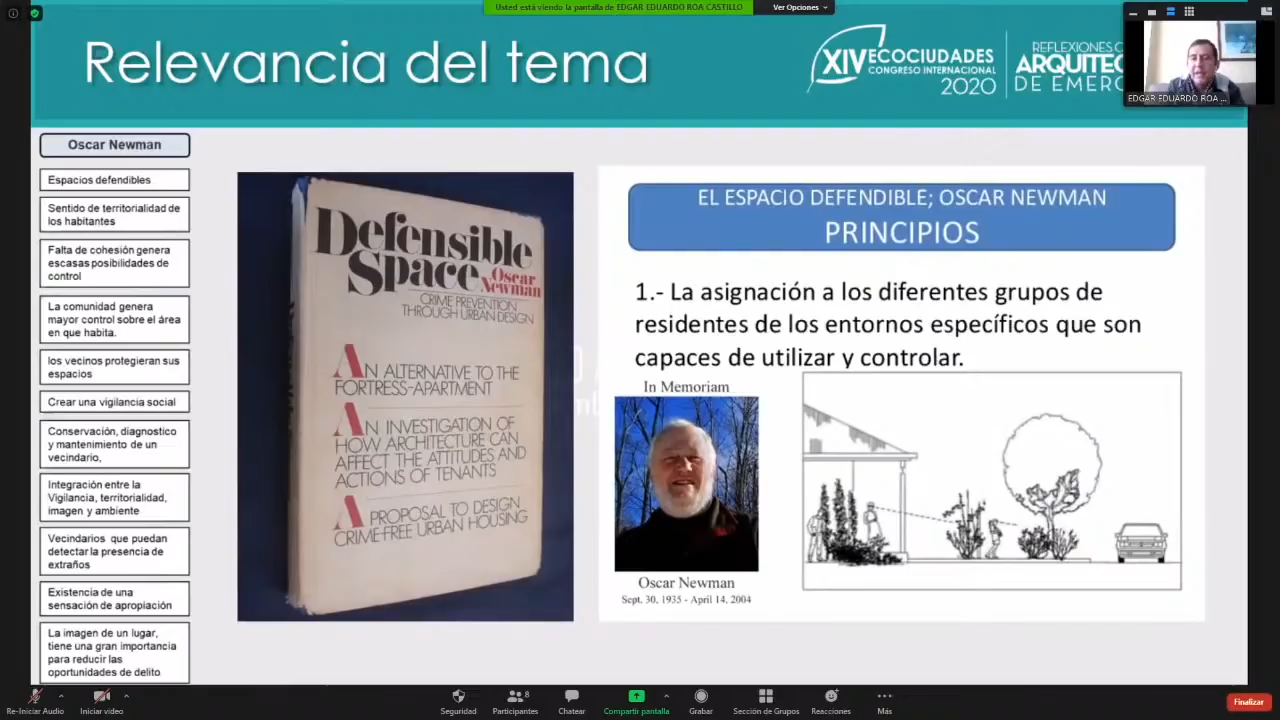 Usted está viendo la pantalla de EDGAR EDUARDO ROA CASTILLO
Ver Opciones
Relevancia del tema
XIV ECOCIUDADES
CONGRESO INTERNACIONAL
2020
REFLEXIONES
ARQUITEC
DE EMERG
EDGAR EDUARDO ROA ...
Oscar Newman
Espacios defendibles
Sentido de territorialidad de
los habitantes
Falta de cohesión genera
escasas posibilidades de
control
La comunidad genera
mayor control sobre el área
en que habita.
los vecinos protegieran sus
espacios
Crear una vigilancia social
Conservación, diagnostico
y mantenimiento de un
vecindario,
Integración entre la
Vigilancia, territorialidad,
imagen y ambiente
Vecindarios que puedan
detectar la presencia de
extraños
Existencia de una
sensación de apropiación
La imagen de un lugar,
tiene una gran importancia
para reducir las
oportunidades de delito
Defensible
Space
Oscar
Newman
CRIME PREVENTION
THROUGH URBAN DESIGN
AN ALTERNATIVE TO THE
FORTRESS-APARTMENT
AN INVESTIGATION OF
HOW ARCHITECTURE CAN
AFFECT THE ATTITUDES AND
ACTIONS OF TENANTS
A PROPOSAL TO DESIGN
CRIME-FREE URBAN HOUSING
EL ESPACIO DEFENDIBLE; OSCAR NEWMAN
PRINCIPIOS
1.- La asignación a los diferentes grupos de
residentes de los entornos específicos que son
capaces de utilizar y controlar.
In Memoriam
Oscar Newman
Sept. 30, 1935 - April 14, 2004
Re-Iniciar Audio
Iniciar video
Seguridad
Participantes
8
Chatear
Compartir pantalla
Grabar
Sección de Grupos
Reacciones
Más
Finalizar